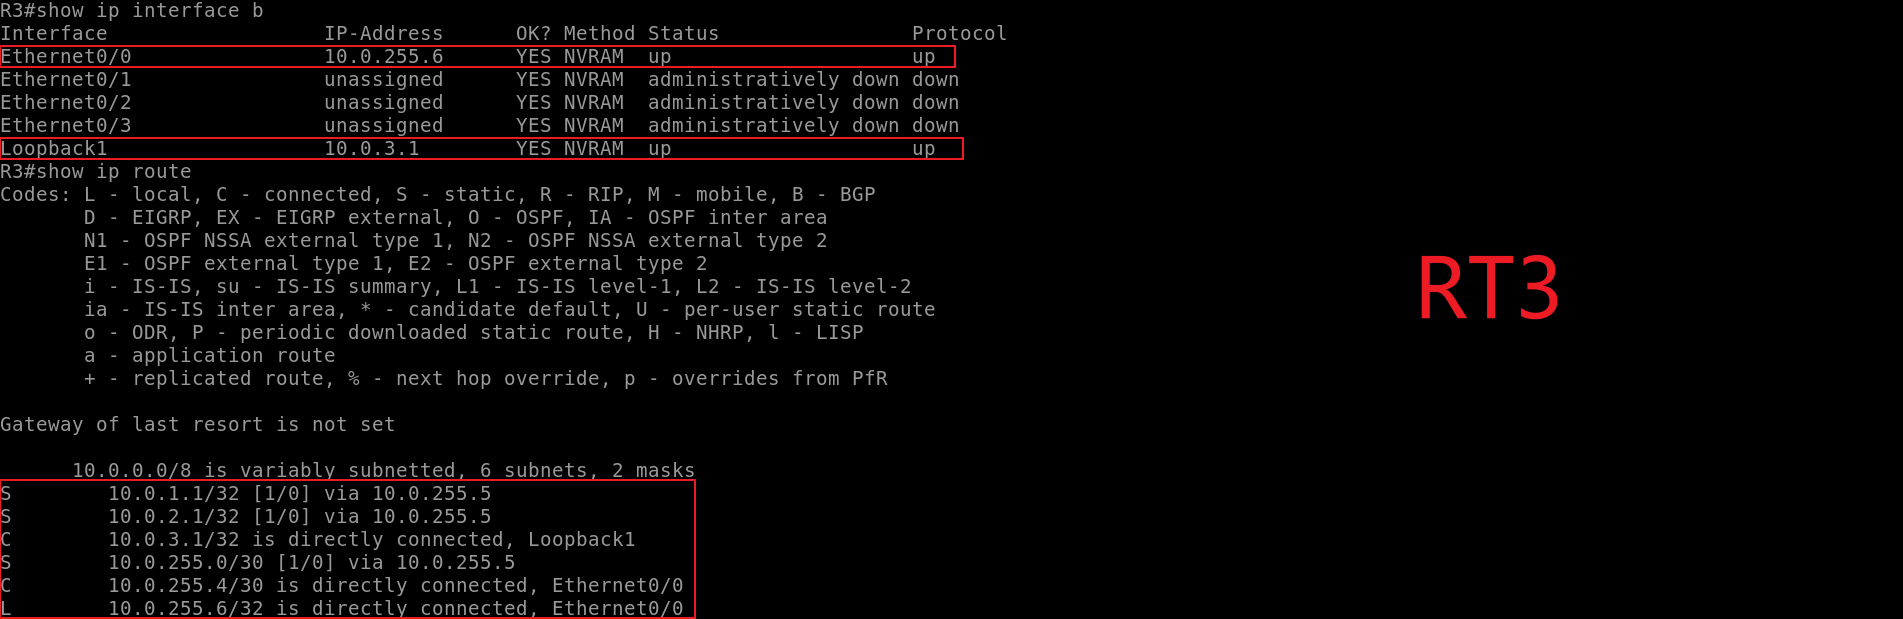 R3#show ip interface b
Interface                  IP-Address      OK? Method Status                Protocol
Ethernet0/0                10.0.255.6      YES NVRAM  up                    up
Ethernet0/1                unassigned      YES NVRAM  administratively down down
Ethernet0/2                unassigned      YES NVRAM  administratively down down
Ethernet0/3                unassigned      YES NVRAM  administratively down down
Loopback1                  10.0.3.1        YES NVRAM  up                    up
R3#show ip route
Codes: L - local, C - connected, S - static, R - RIP, M - mobile, B - BGP
       D - EIGRP, EX - EIGRP external, O - OSPF, IA - OSPF inter area
       N1 - OSPF NSSA external type 1, N2 - OSPF NSSA external type 2
       E1 - OSPF external type 1, E2 - OSPF external type 2
       i - IS-IS, su - IS-IS summary, L1 - IS-IS level-1, L2 - IS-IS level-2
       ia - IS-IS inter area, * - candidate default, U - per-user static route
       o - ODR, P - periodic downloaded static route, H - NHRP, l - LISP
       a - application route
       + - replicated route, % - next hop override, p - overrides from PfR
Gateway of last resort is not set
      10.0.0.0/8 is variably subnetted, 6 subnets, 2 masks
S        10.0.1.1/32 [1/0] via 10.0.255.5
S        10.0.2.1/32 [1/0] via 10.0.255.5
C        10.0.3.1/32 is directly connected, Loopback1
S        10.0.255.0/30 [1/0] via 10.0.255.5
C        10.0.255.4/30 is directly connected, Ethernet0/0
L        10.0.255.6/32 is directly connected, Ethernet0/0
RT3